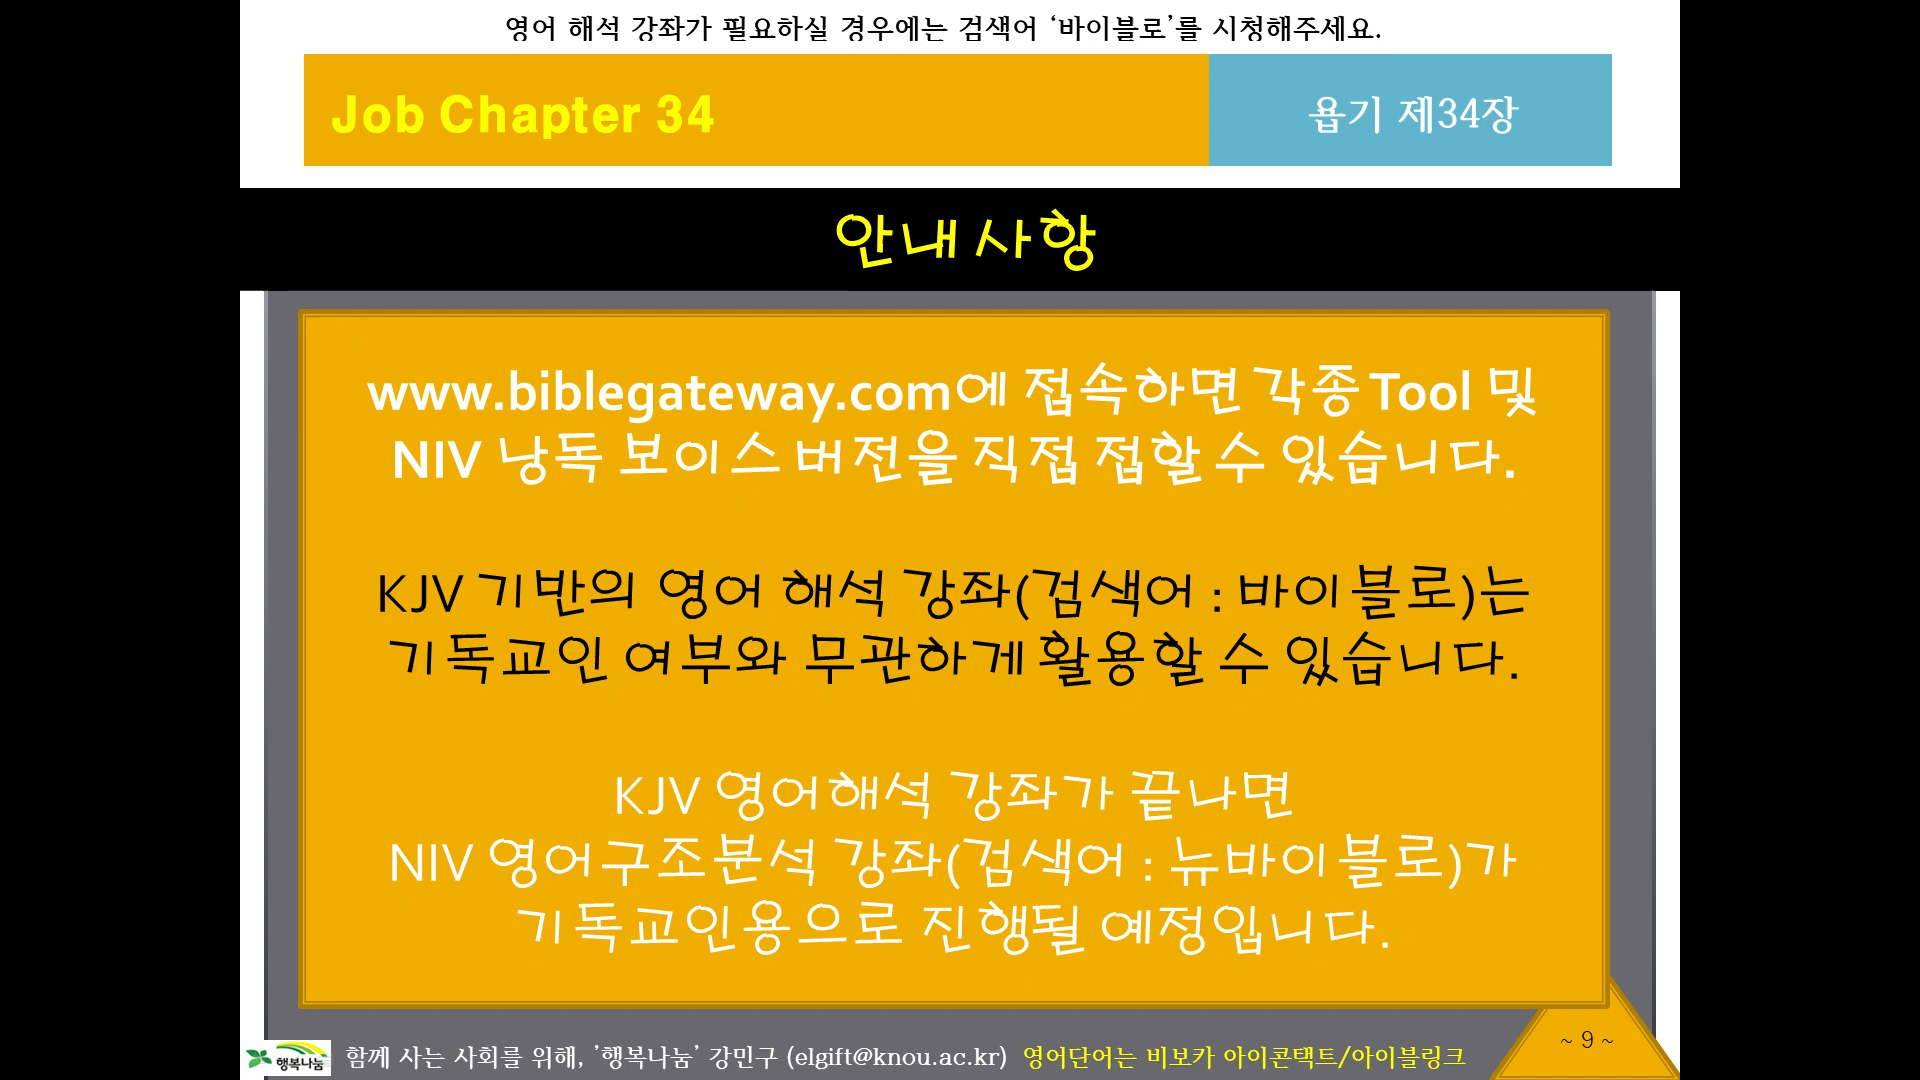 영어 해석 강좌가 필요하실 경우에는 검색어 ‘바이블로’를 시청해주세요.
Job Chapter 34
욥기 제34장
안내사항
www.biblegateway.com에 접속하면 각종 Tool 및
NIV 낭독 보이스 버전을 직접 접할 수 있습니다.
KJV 기반의 영어 해석 강좌(검색어 : 바이블로)는
기독교인 여부와 무관하게 활용할 수 있습니다.
KJV 영어해석 강좌가 끝나면
NIV 영어구조분석 강좌(검색어 : 뉴바이블로)가
기독교인용으로 진행될 예정입니다.
~ 9 ~
행복나눔
함께 사는 사회를 위해, ’행복나눔’ 강민구 (elgift@knou.ac.kr) 영어단어는 비보카 아이콘택트/아이블링크